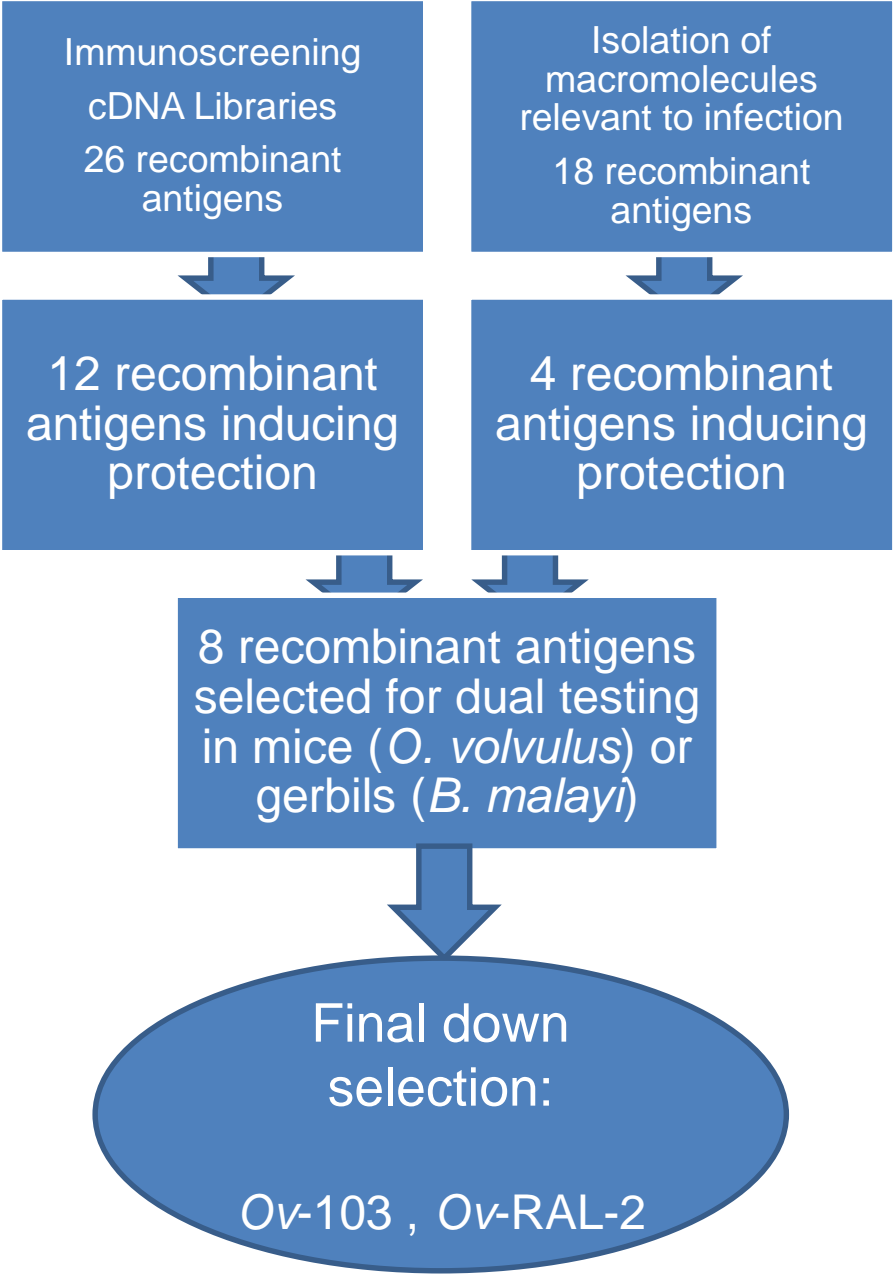 Immunoscreening
cDNA Libraries
26 recombinant
antigens
Isolation of
macromolecules
relevant to infection
18 recombinant
antigens
12 recombinant
antigens inducing
protection
4 recombinant
antigens inducing
protection
8 recombinant antigens
selected for dual testing
in mice (O. volvulus) or
gerbils (B. malayi)
Final down
selection:
Ov-103 , Ov-RAL-2